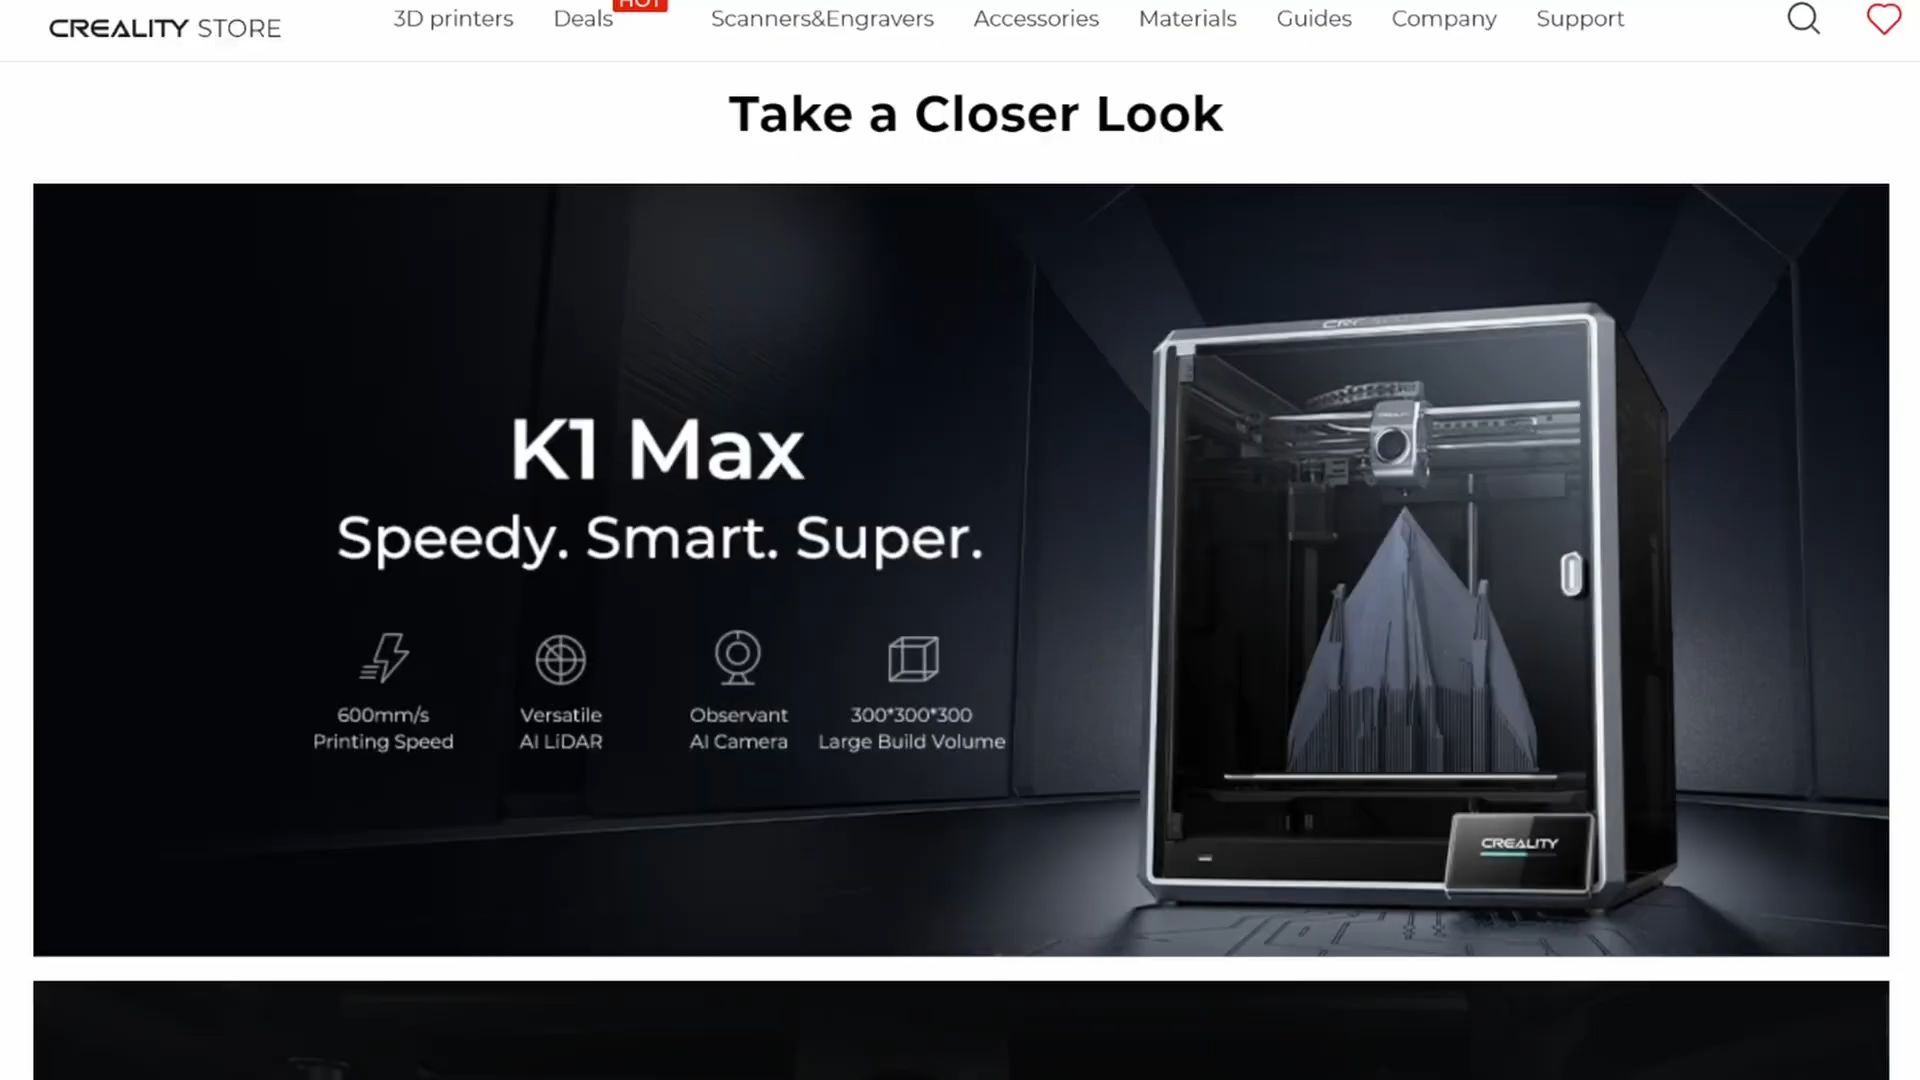 CREALITY STORE
3D printers
Deals
HOT
Scanners&Engravers
Accessories
Materials
Guides
Company
Support
Take a Closer Look
K1 Max
Speedy. Smart. Super.
600mm/s
Printing Speed
Versatile
AI LiDAR
Observant
AI Camera
300*300*300
Large Build Volume
CREALITY